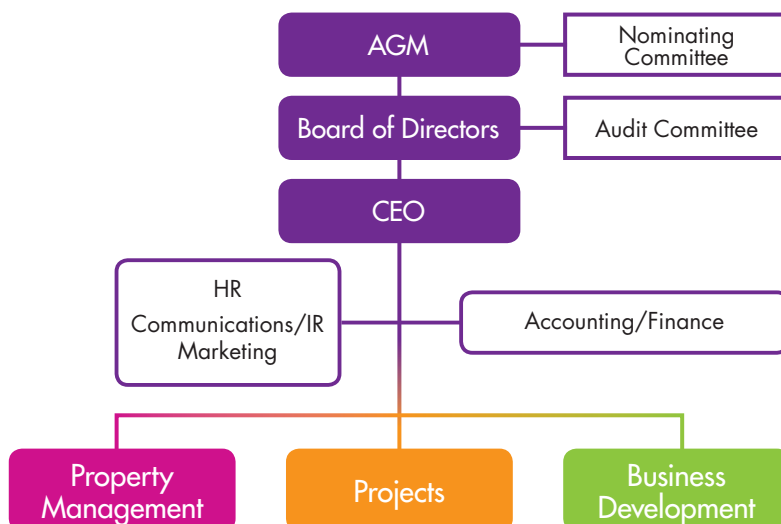 AGM
Nominating
Committee
Board of Directors
Audit Committee
CEO
HR
Communications/IR
Marketing
Accounting/Finance
Property
Management
Projects
Business
Development